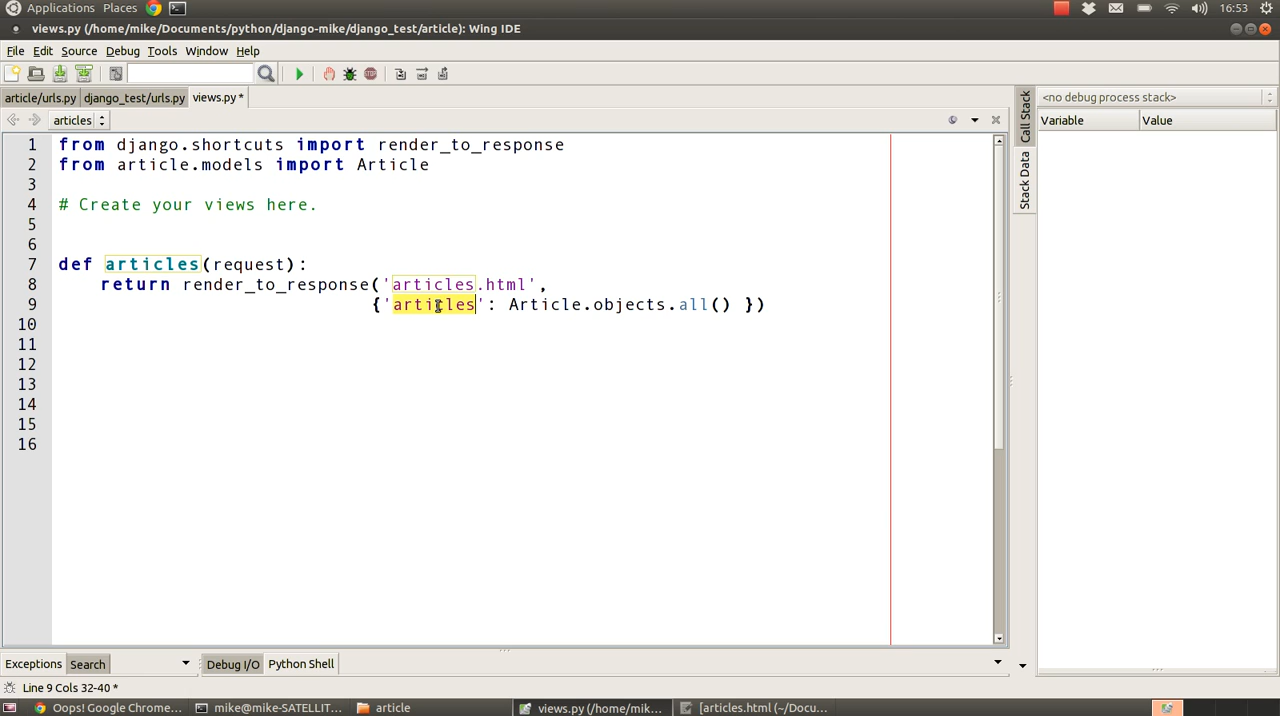 Applications Places 16:53
views.py (/home/mike/Documents/python/django-mike/django_test/article): Wing IDE
File Edit Source Debug Tools Window Help
article/urls.py django_test/urls.py views.py * <no debug process stack>
articles Variable Value
1 from django.shortcuts import render_to_response
2 from article.models import Article
3
4 # Create your views here.
5
6
7 def articles(request):
8 return render_to_response('articles.html',
9 {'articles': Article.objects.all() })
10
11
12
13
14
15
16
Call Stack
Stack Data
Exceptions Search Debug I/O Python Shell
Line 9 Cols 32-40 *
Oops! Google Chrome... mike@mike-SATELLIT... article views.py (/home/mik... [articles.html (~/Docu...